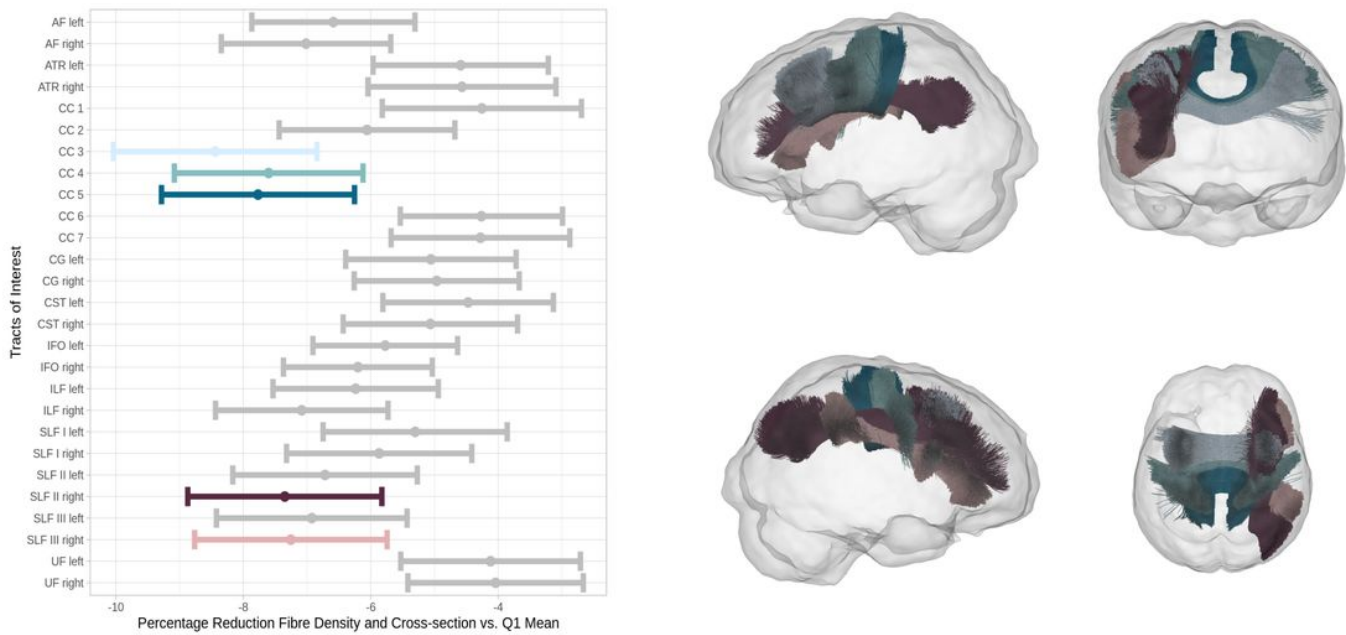 AF left
AF right
ATR left
ATR right
CC 1
CC 2
CC 3
CC 4
CC 5
CC 6
CC 7
CG left
CG right
CST left
CST right
IFO left
IFO right
ILF left
ILF right
SLF I left
SLF I right
SLF II left
SLF II right
SLF III left
SLF III right
UF left
UF right
Tracts of Interest
-10 -8 -6 -4
Percentage Reduction Fibre Density and Cross-section vs. Q1 Mean